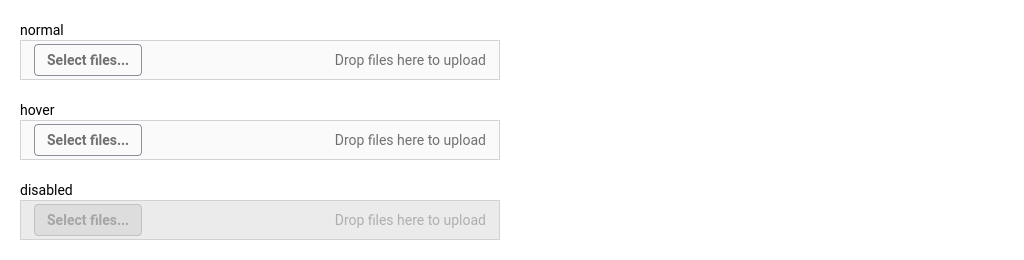 normal
Select files... Drop files here to upload
hover
Select files... Drop files here to upload
disabled
Select files... Drop files here to upload